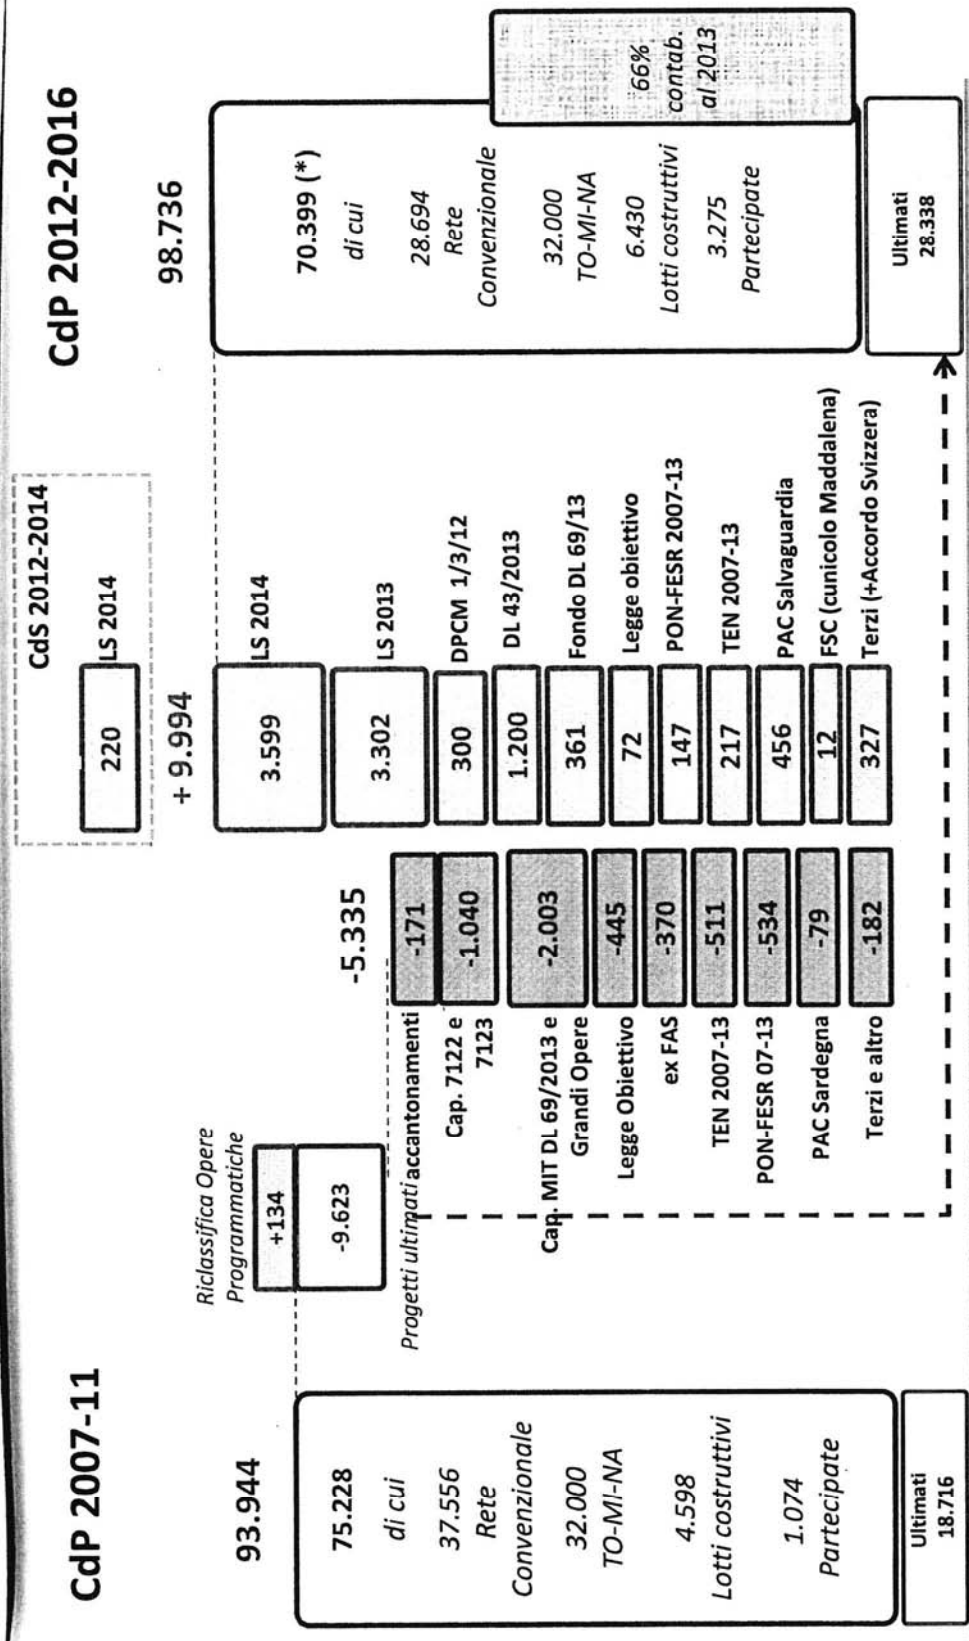 CdP 2007-11
93.944
75.228
di cui
37.556
Rete
Convenzionale
32.000
TO-MI-NA
4.598
Lotti costruttivi
1.074
Partecipate
Ultimati
18.716
Riclassifica Opere
Programmatiche
+134
-9.623
Progetti ultimati
-5.335
accantonamenti
-171
Cap. 7122 e
7123
-1.040
Cap. MIT DL 69/2013 e
Grandi Opere
-2.003
Legge Obiettivo
-445
ex FAS
-370
TEN 2007-13
-511
PON-FESR 07-13
-534
PAC Sardegna
-79
Terzi e altro
-182
CdS 2012-2014
220
LS 2014
+ 9.994
3.599
LS 2014
3.302
LS 2013
300
DPCM 1/3/12
1.200
DL 43/2013
361
Fondo DL 69/13
72
Legge obiettivo
147
PON-FESR 2007-13
217
TEN 2007-13
456
PAC Salvaguardia
12
FSC (cunicolo Maddalena)
327
Terzi (+Accordo Svizzera)
CdP 2012-2016
98.736
70.399 (*)
di cui
28.694
Rete
Convenzionale
32.000
TO-MI-NA
6.430
Lotti costruttivi
3.275
Partecipate
66%
contab.
al 2013
Ultimati
28.338